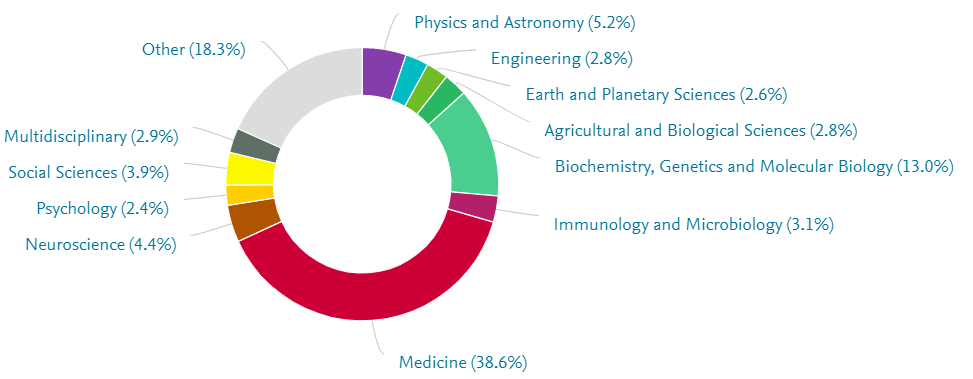 Physics and Astronomy (5.2%)
Engineering (2.8%)
Earth and Planetary Sciences (2.6%)
Agricultural and Biological Sciences (2.8%)
Biochemistry, Genetics and Molecular Biology (13.0%)
Immunology and Microbiology (3.1%)
Medicine (38.6%)
Neuroscience (4.4%)
Psychology (2.4%)
Social Sciences (3.9%)
Multidisciplinary (2.9%)
Other (18.3%)